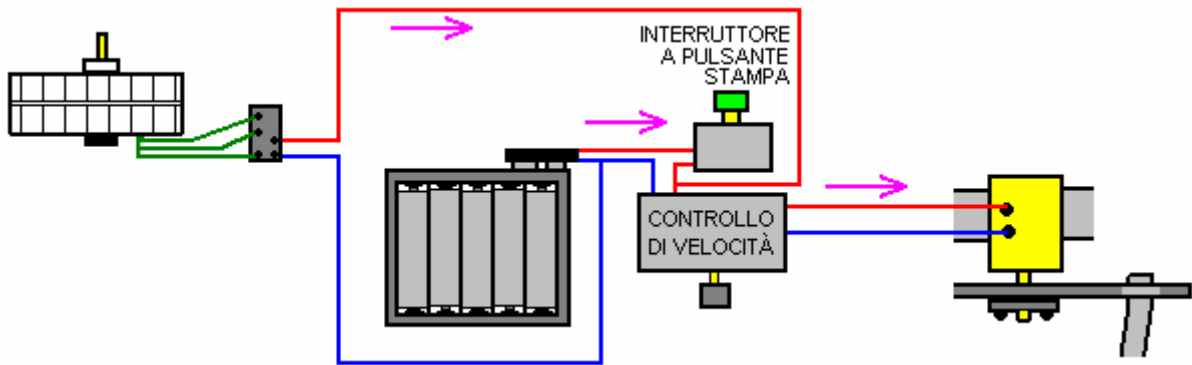 INTERRUTTORE
A PULSANTE
STAMPA
CONTROLLO
DI VELOCITÀ